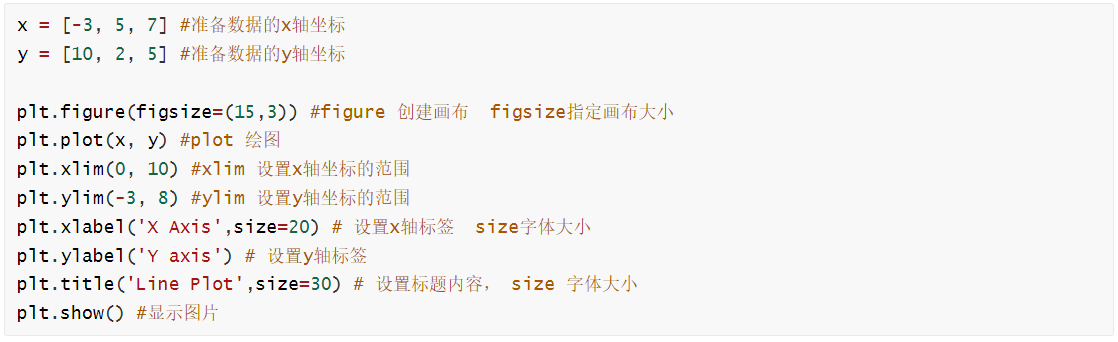 x = [-3, 5, 7] #准备数据的x轴坐标
y = [10, 2, 5] #准备数据的y轴坐标
plt.figure(figsize=(15,3)) #figure 创建画布  figsize指定画布大小
plt.plot(x, y) #plot 绘图
plt.xlim(0, 10) #xlim 设置x轴坐标的范围
plt.ylim(-3, 8) #ylim 设置y轴坐标的范围
plt.xlabel('X Axis',size=20) # 设置x轴标签  size字体大小
plt.ylabel('Y axis') # 设置y轴标签
plt.title('Line Plot',size=30) # 设置标题内容， size 字体大小
plt.show() #显示图片